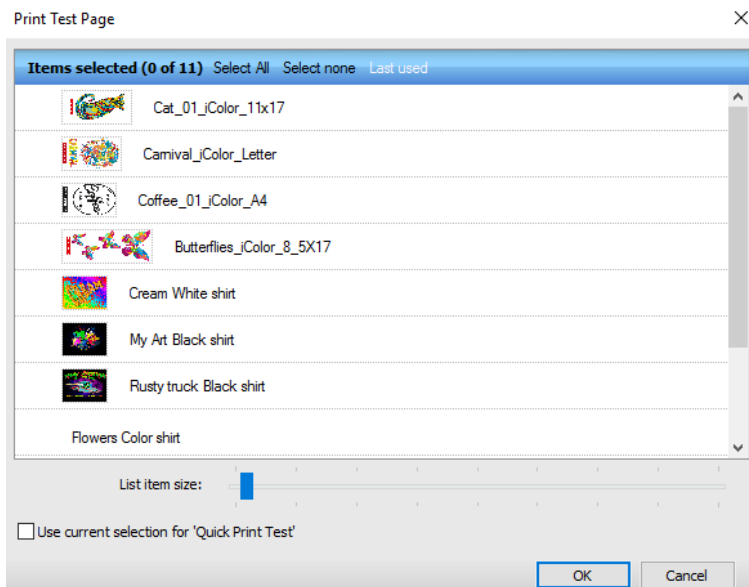 Print Test Page
Items selected (0 of 11) Select All Select none Last used
Cat_01_iColor_11x17
Carnival_iColor_Letter
Coffee_01_iColor_A4
Butterflies_iColor_8_5X17
Cream White shirt
My Art Black shirt
Rusty truck Black shirt
Flowers Color shirt
List item size:
Use current selection for 'Quick Print Test'
OK Cancel